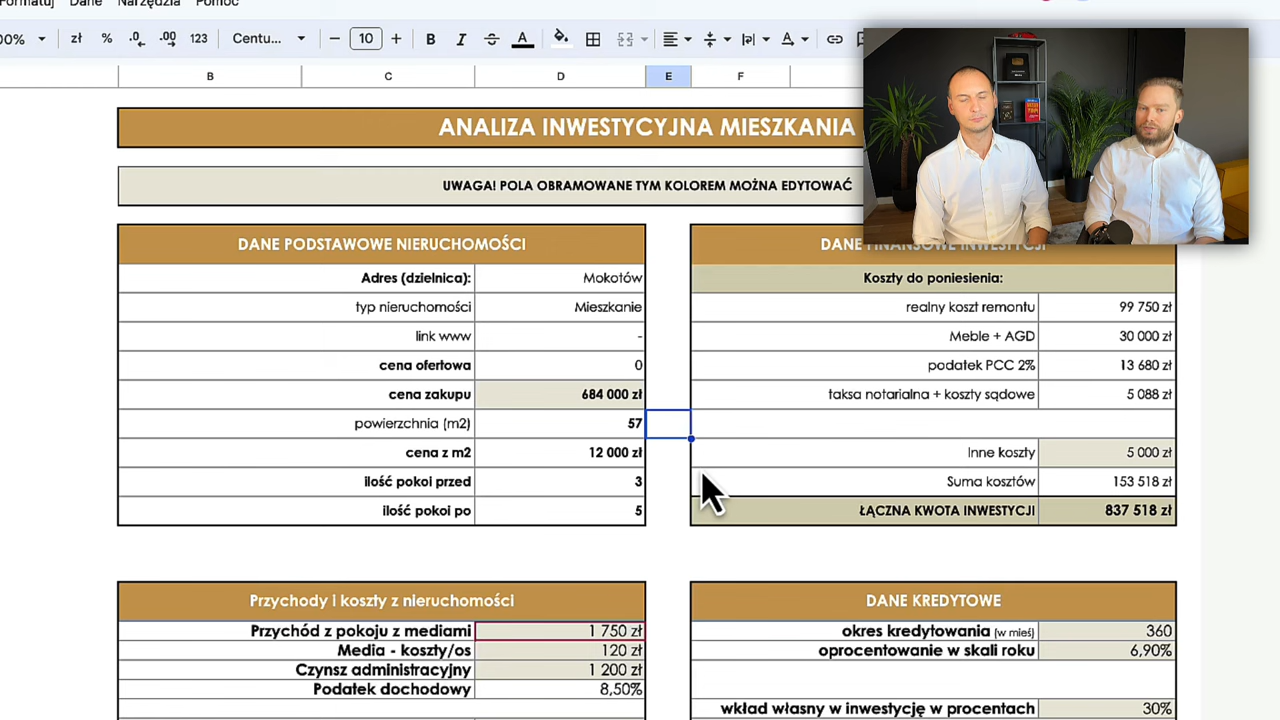 Formatuj Dane Narzędzia Pomoc
00% zł % .0 .00 123 Centu... 10 B I A
B C D E F
ANALIZA INWESTYCYJNA MIESZKANIA
UWAGA! POLA OBRAMOWANE TYM KOLOREM MOŻNA EDYTOWAĆ
DANE PODSTAWOWE NIERUCHOMOŚCI
Adres (dzielnica): Mokotów
typ nieruchomości Mieszkanie
link www -
cena ofertowa 0
cena zakupu 684 000 zł
powierzchnia (m2) 57
cena z m2 12 000 zł
ilość pokoi przed 3
ilość pokoi po 5
DANE FINANSOWE INWESTYCJI
Koszty do poniesienia:
realny koszt remontu 99 750 zł
Meble + AGD 30 000 zł
podatek PCC 2% 13 680 zł
taksa notarialna + koszty sądowe 5 088 zł
Inne koszty 5 000 zł
Suma kosztów 153 518 zł
ŁĄCZNA KWOTA INWESTYCJI 837 518 zł
Przychody i koszty z nieruchomości
Przychód z pokoju z mediami 1 750 zł
Media - koszty/os 120 zł
Czynsz administracyjny 1 200 zł
Podatek dochodowy 8,50%
DANE KREDYTOWE
okres kredytowania (w mieś) 360
oprocentowanie w skali roku 6,90%
wkład własny w inwestycję w procentach 30%